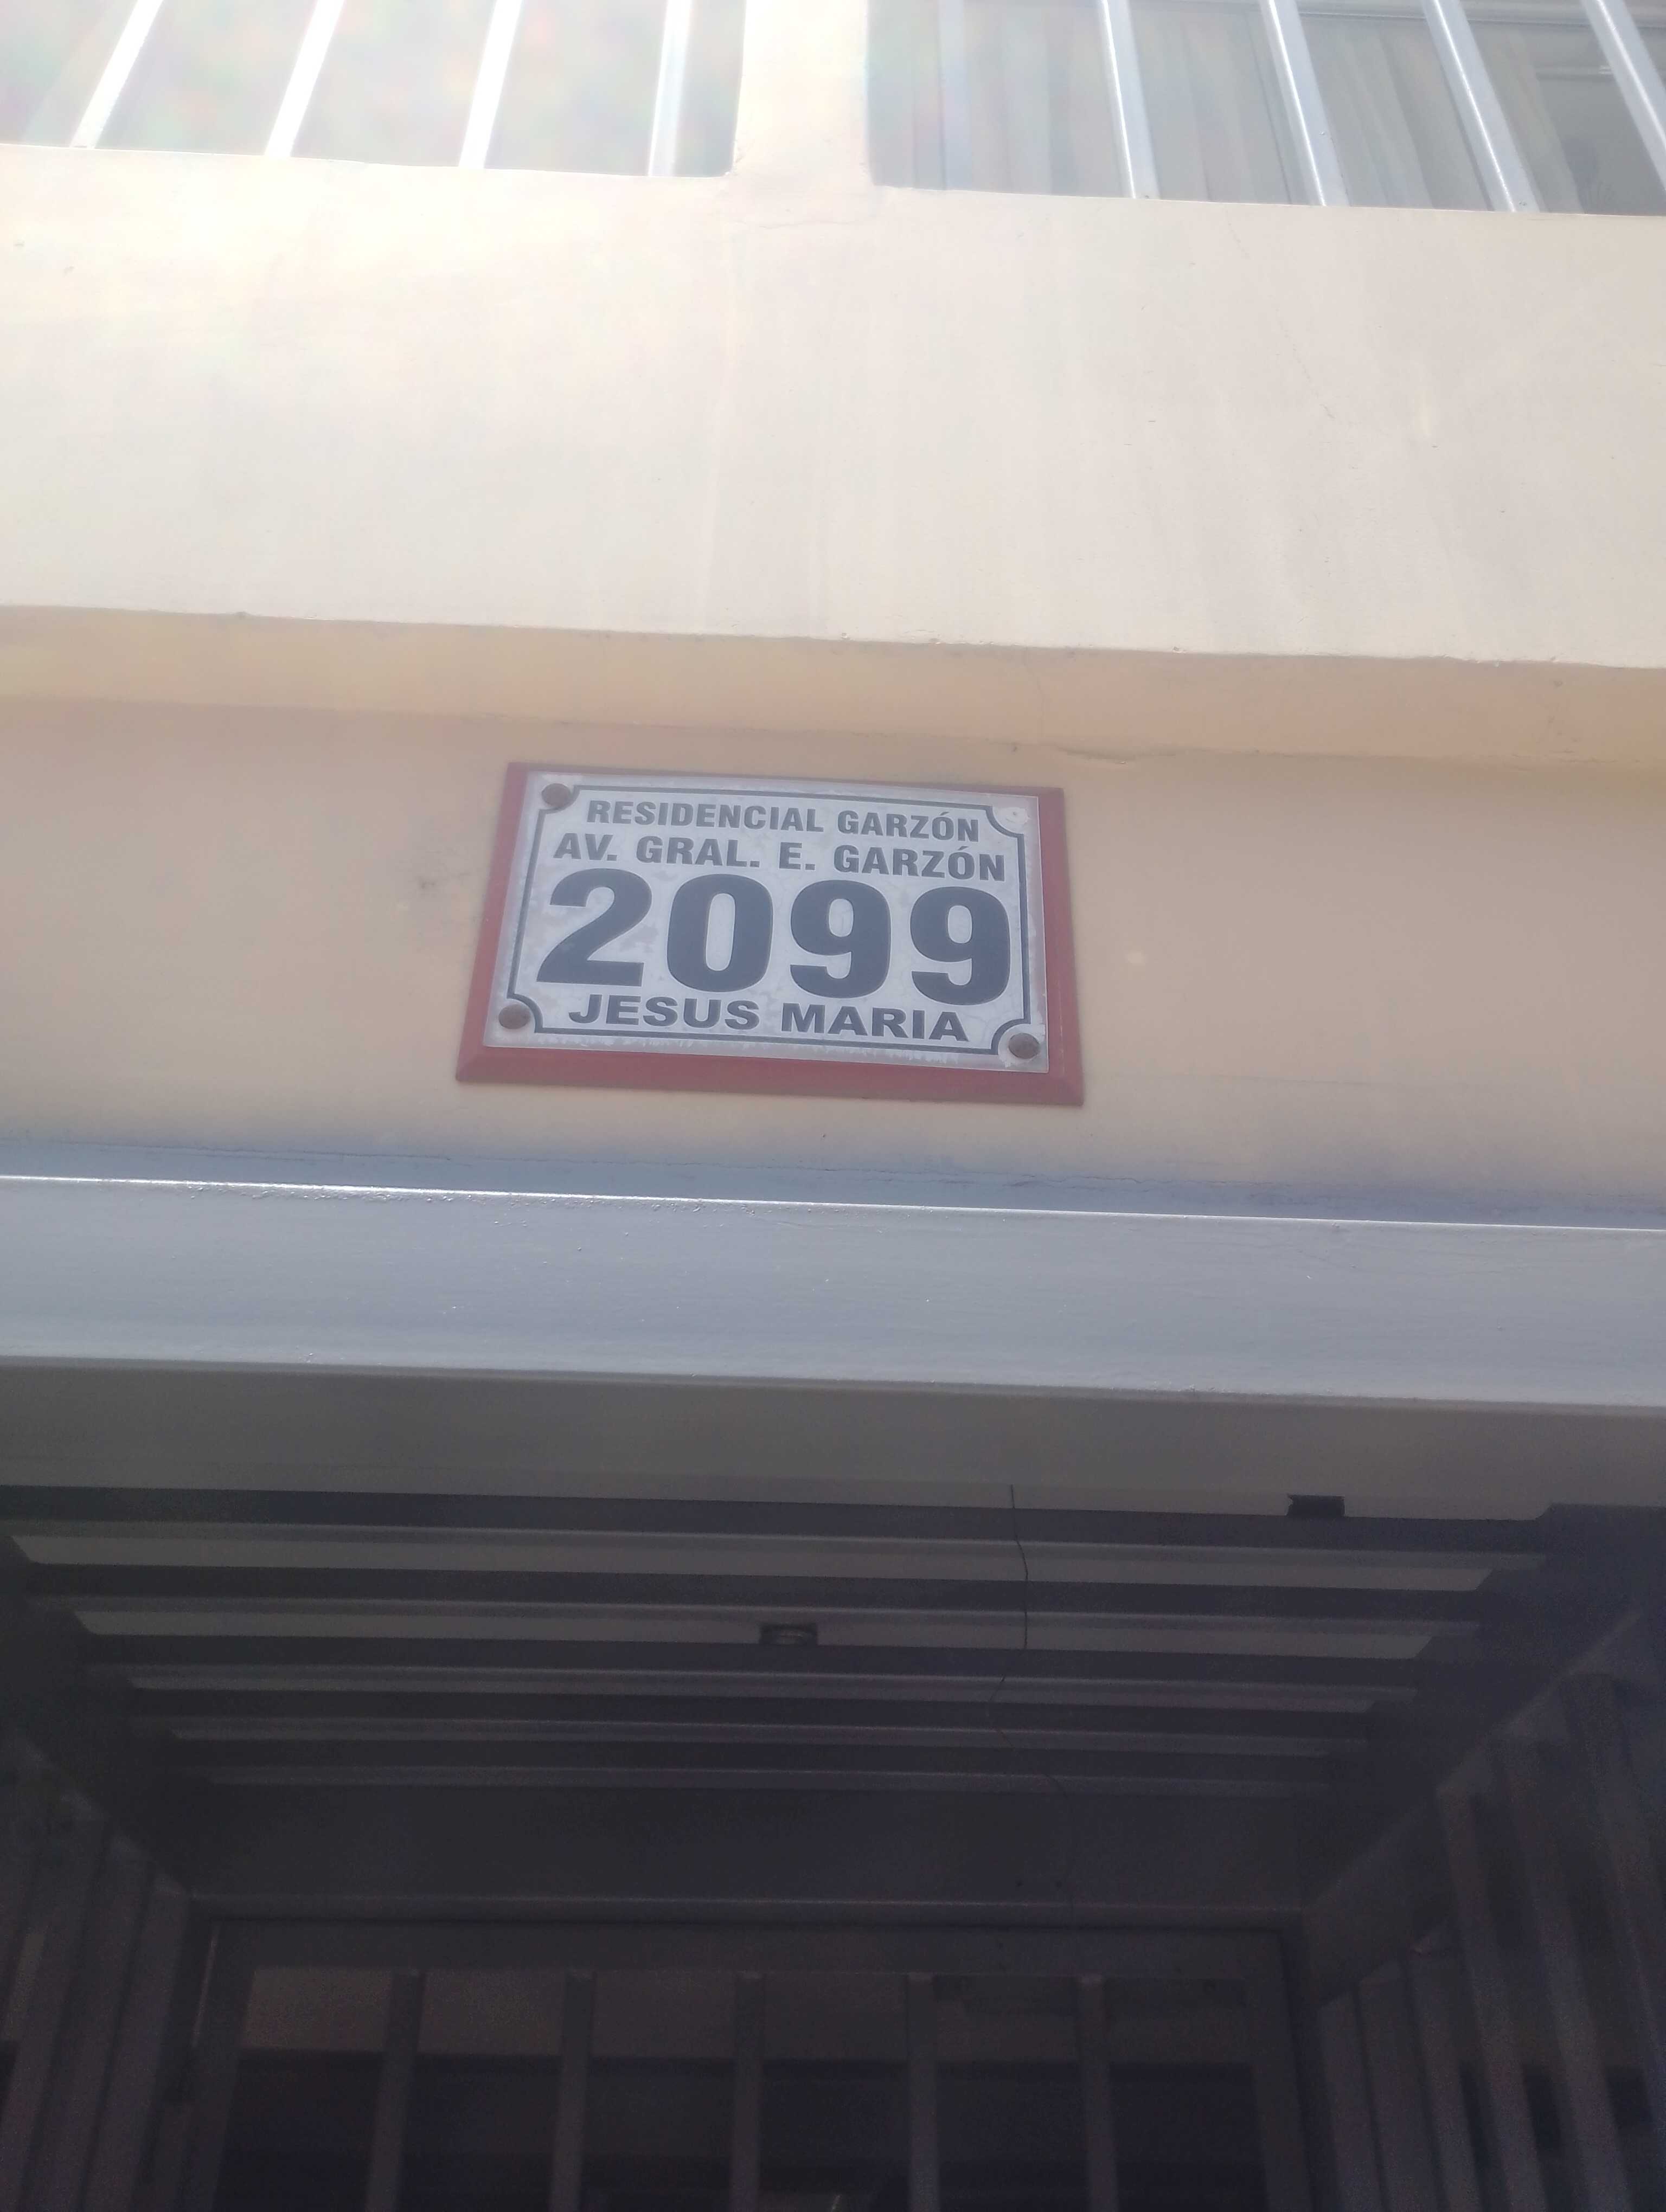 RESIDENCIAL GARZÓN
AV. GRAL. E. GARZÓN
2099
JESUS MARIA